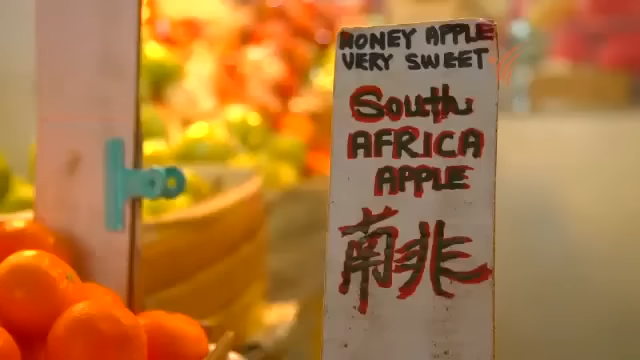 HONEY APPLE
VERY SWEET
South
AFRICA
APPLE
南非